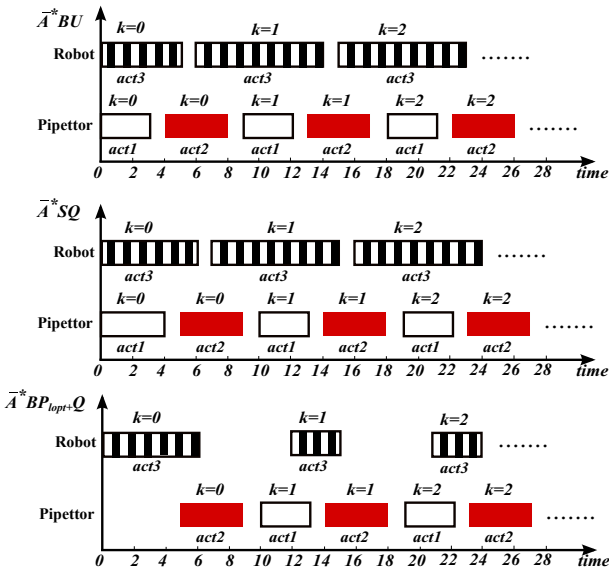 A̅*BU
k=0 k=1 k=2
Robot .......
act3 act3 act3
k=0 k=0 k=1 k=1 k=2 k=2
Pipettor .......
act1 act2 act1 act2 act1 act2
0 2 4 6 8 10 12 14 16 18 20 22 24 26 28 time
A̅*SQ
k=0 k=1 k=2
Robot .......
act3 act3 act3
k=0 k=0 k=1 k=1 k=2 k=2
Pipettor .......
act1 act2 act1 act2 act1 act2
0 2 4 6 8 10 12 14 16 18 20 22 24 26 28 time
A̅*BPlopt+Q
k=0 k=1 k=2
Robot .......
act3 act3 act3
k=0 k=1 k=1 k=2 k=2
Pipettor .......
act2 act1 act2 act1 act2
0 2 4 6 8 10 12 14 16 18 20 22 24 26 28 time